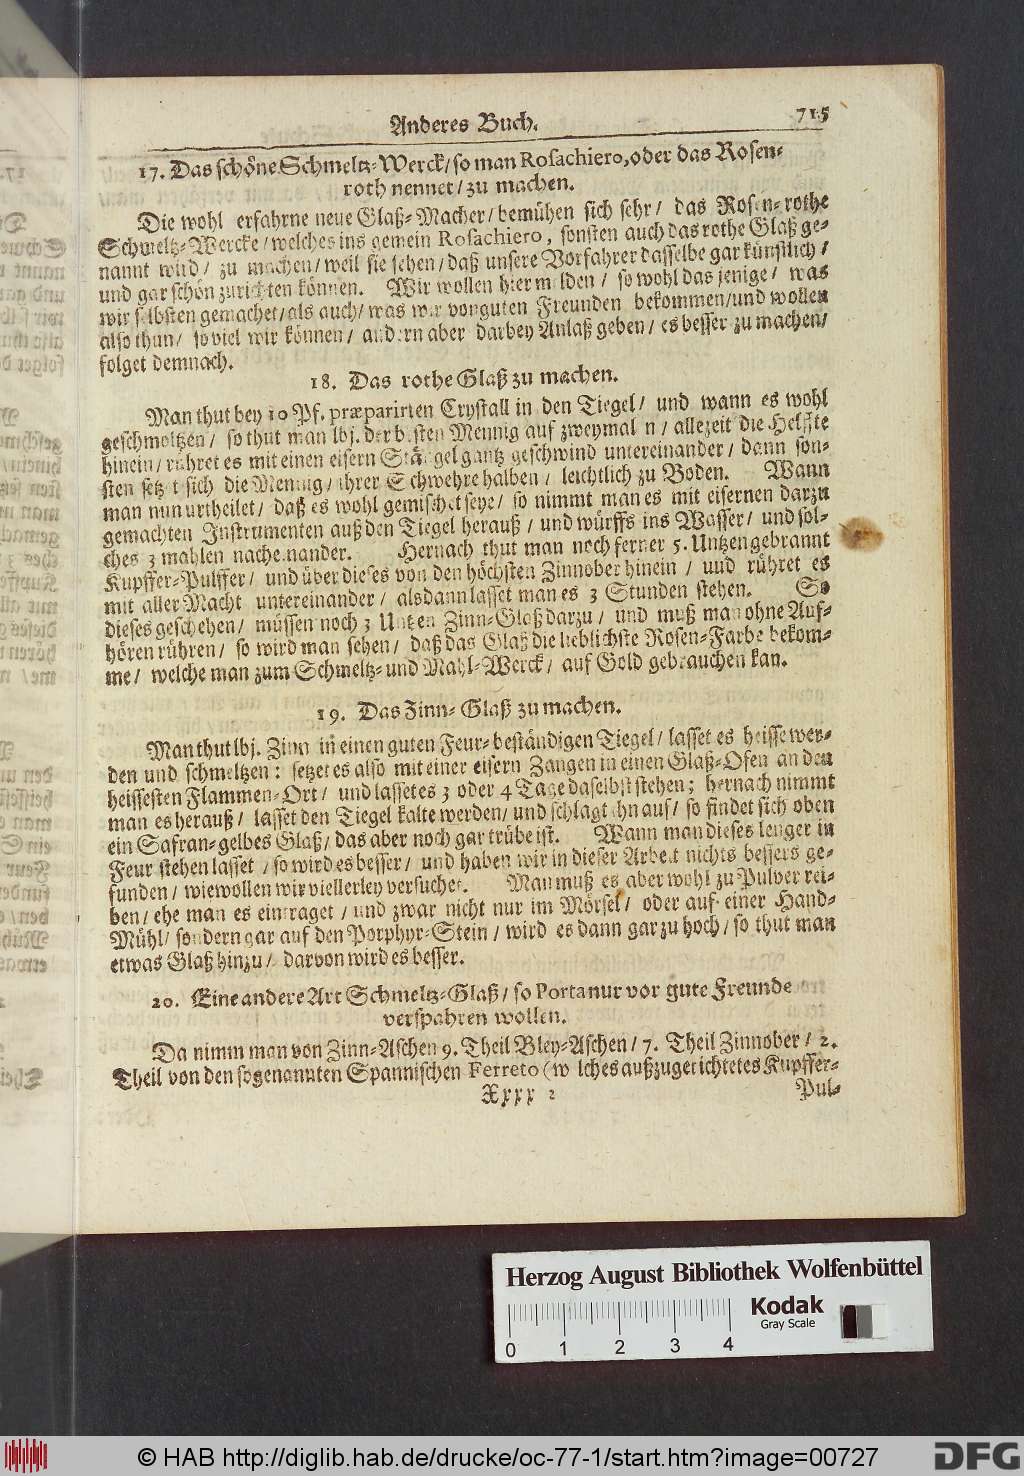 Anderes Buch. 715
17. Das schöne Schmeltz-Werck/ so man Rosachiero, oder das Rosen-
roth nennet/ zu machen.
Die wohl erfahrne neue Glaß-Macher/ bemühen sich sehr/ das Rosen-rothe
Schmeltz-Wercke/ welches ins gemein Rosachiero, sonsten auch das rothe Glaß ge-
nannt wird/ zu machen/ weil sie sehen/ daß unsere Vorfahrer dasselbe gar künstlich/
und gar schön zurichten können. Wir wollen hier melden/ so wohl das jenige/ was
wir selbsten gemachet/ als auch/ was wir von guten Freunden bekommen/ und wollen
also thun/ so viel wir können/ andern aber darbey Anlaß geben/ es besser zu machen/
folget demnach.
18. Das rothe Glaß zu machen.
Man thut bey 10 Pf. præparirten Crystall in den Tiegel/ und wann es wohl
geschmoltzen/ so thut man lbj. der besten Mennig auf zweymal n/ allezeit die Helffte
hinein/ rühret es mit einen eisern Stängel gantz geschwind untereinander/ dann son-
sten setzt sich die Mennig/ ihrer Schwehre halben/ leichtlich zu Boden. Wann
man nun urtheilet/ daß es wohl gemischet seye/ so nimmt man es mit eisernen darzu
gemachten Instrumenten auß den Tiegel herauß/ und würffs ins Wasser/ und sol-
ches 3 mahlen nacheinander. Hernach thut man noch ferner 5. Untzen gebrannt
Kupffer-Pulffer/ und über dieses von den höchsten Zinnober hinein/ und rühret es
mit aller Macht untereinander/ alsdann lasset man es 3 Stunden stehen. So
dieses geschehen/ müssen noch 3 Untzen Zinn-Glaß darzu/ und muß man ohne Auf-
hören rühren/ so wird man sehen/ daß das Glaß die lieblichste Rosen-Farbe bekom-
me/ welche man zum Schmeltz- und Mahl-Werck/ auf Gold gebrauchen kan.
19. Das Zinn-Glaß zu machen.
Man thut lbj. Zinn in einen guten Feur-beständigen Tiegel/ lasset es heisse wer-
den und schmeltzen: setzet es also mit einer eisern Zangen in einen Glaß-Ofen an den
heissesten Flammen-Ort/ und lasset es 3 oder 4 Tage daselbst stehen; hernach nimmt
man es herauß/ lasset den Tiegel kalte werden/ und schlagt ihn auf/ so findet sich oben
ein Safran-gelbes Glaß/ das aber noch gar trübe ist. Wann man dieses lenger in
Feur stehen lasset/ so wird es besser/ und haben wir in dieser Arbeit nichts bessers ge-
funden/ wiewollen wir viellerley versuchet. Man muß es aber wohl zu Pulver rei-
ben/ ehe man es eintraget/ und zwar nicht nur im Mörsel/ oder auf einer Hand-
Mühl/ sondern gar auf den Porphyr-Stein/ wird es dann gar zu hoch/ so thut man
etwas Glaß hinzu/ darvon wird es besser.
20. Eine andere Art Schmeltz-Glaß/ so Porta nur vor gute Freunde
verspahren wollen.
Da nimm man von Zinn-Aschen 9. Theil Bley-Aschen/ 7. Theil Zinnober/ 2.
Theil von den sogenannten Spannischen Ferreto (w lches außzugerichtetes Kupffer-
Xxxx 2 Pul-
Herzog August Bibliothek Wolfenbüttel
Kodak
Gray Scale
0 1 2 3 4
© HAB http://diglib.hab.de/drucke/oc-77-1/start.htm?image=00727
DFG